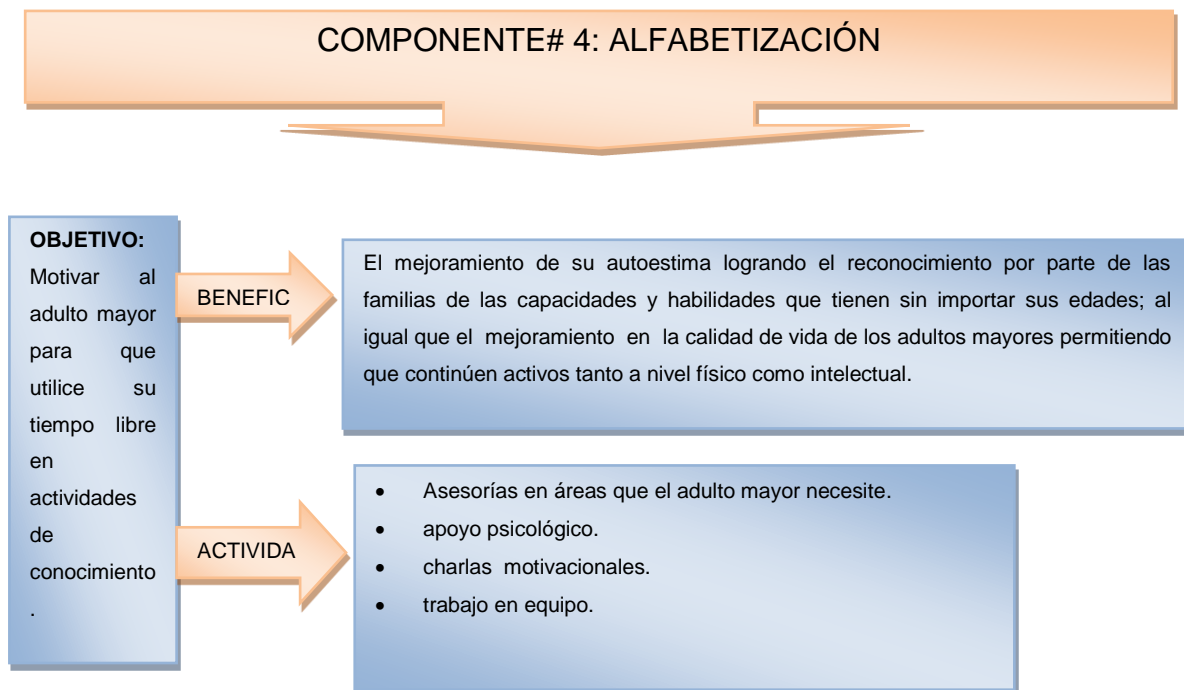 COMPONENTE# 4: ALFABETIZACIÓN
OBJETIVO:
Motivar al
adulto mayor
para que
utilice su
tiempo libre
en
actividades
de
conocimiento
.
BENEFIC
El mejoramiento de su autoestima logrando el reconocimiento por parte de las
familias de las capacidades y habilidades que tienen sin importar sus edades; al
igual que el mejoramiento en la calidad de vida de los adultos mayores permitiendo
que continúen activos tanto a nivel físico como intelectual.
ACTIVIDA
• Asesorías en áreas que el adulto mayor necesite.
• apoyo psicológico.
• charlas motivacionales.
• trabajo en equipo.